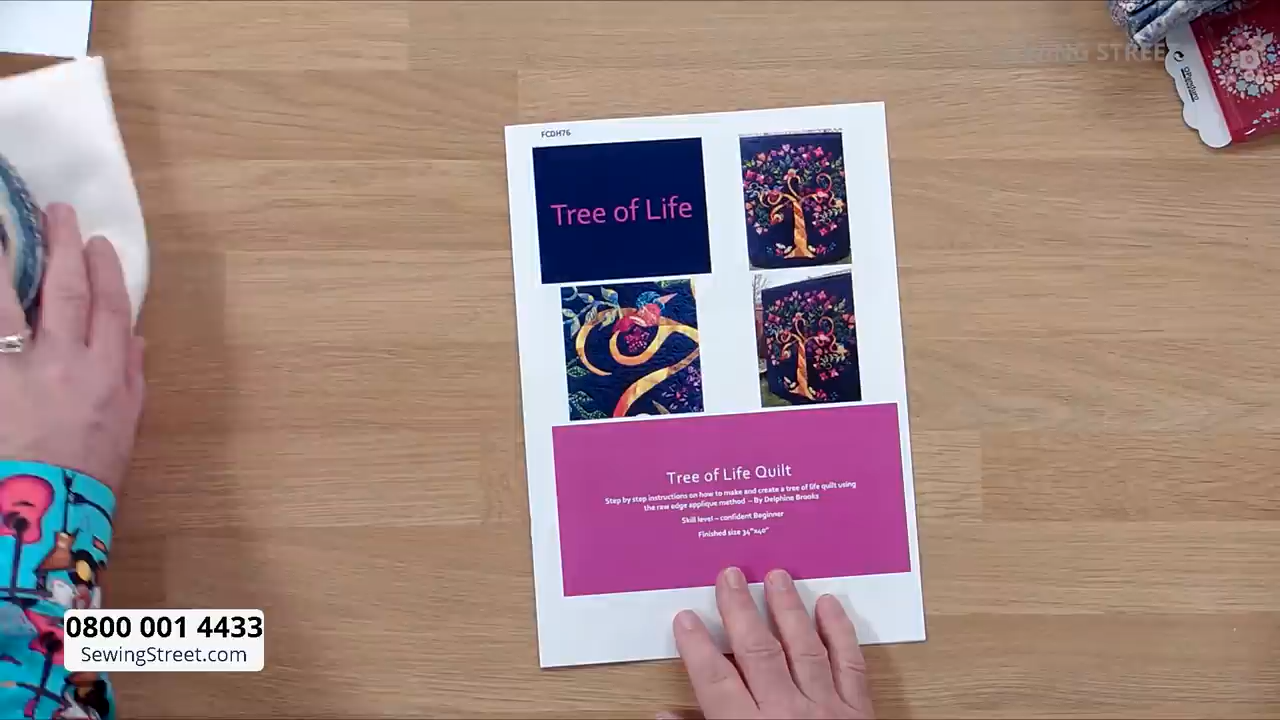 SEWING STREE
FCDH76
Tree of Life
Tree of Life Quilt
Step by step instructions on how to make and create a tree of life quilt using
the raw edge applique method – By Delphine Brooks
Skill level – confident Beginner
Finished size 34"x40"
0800 001 4433
SewingStreet.com